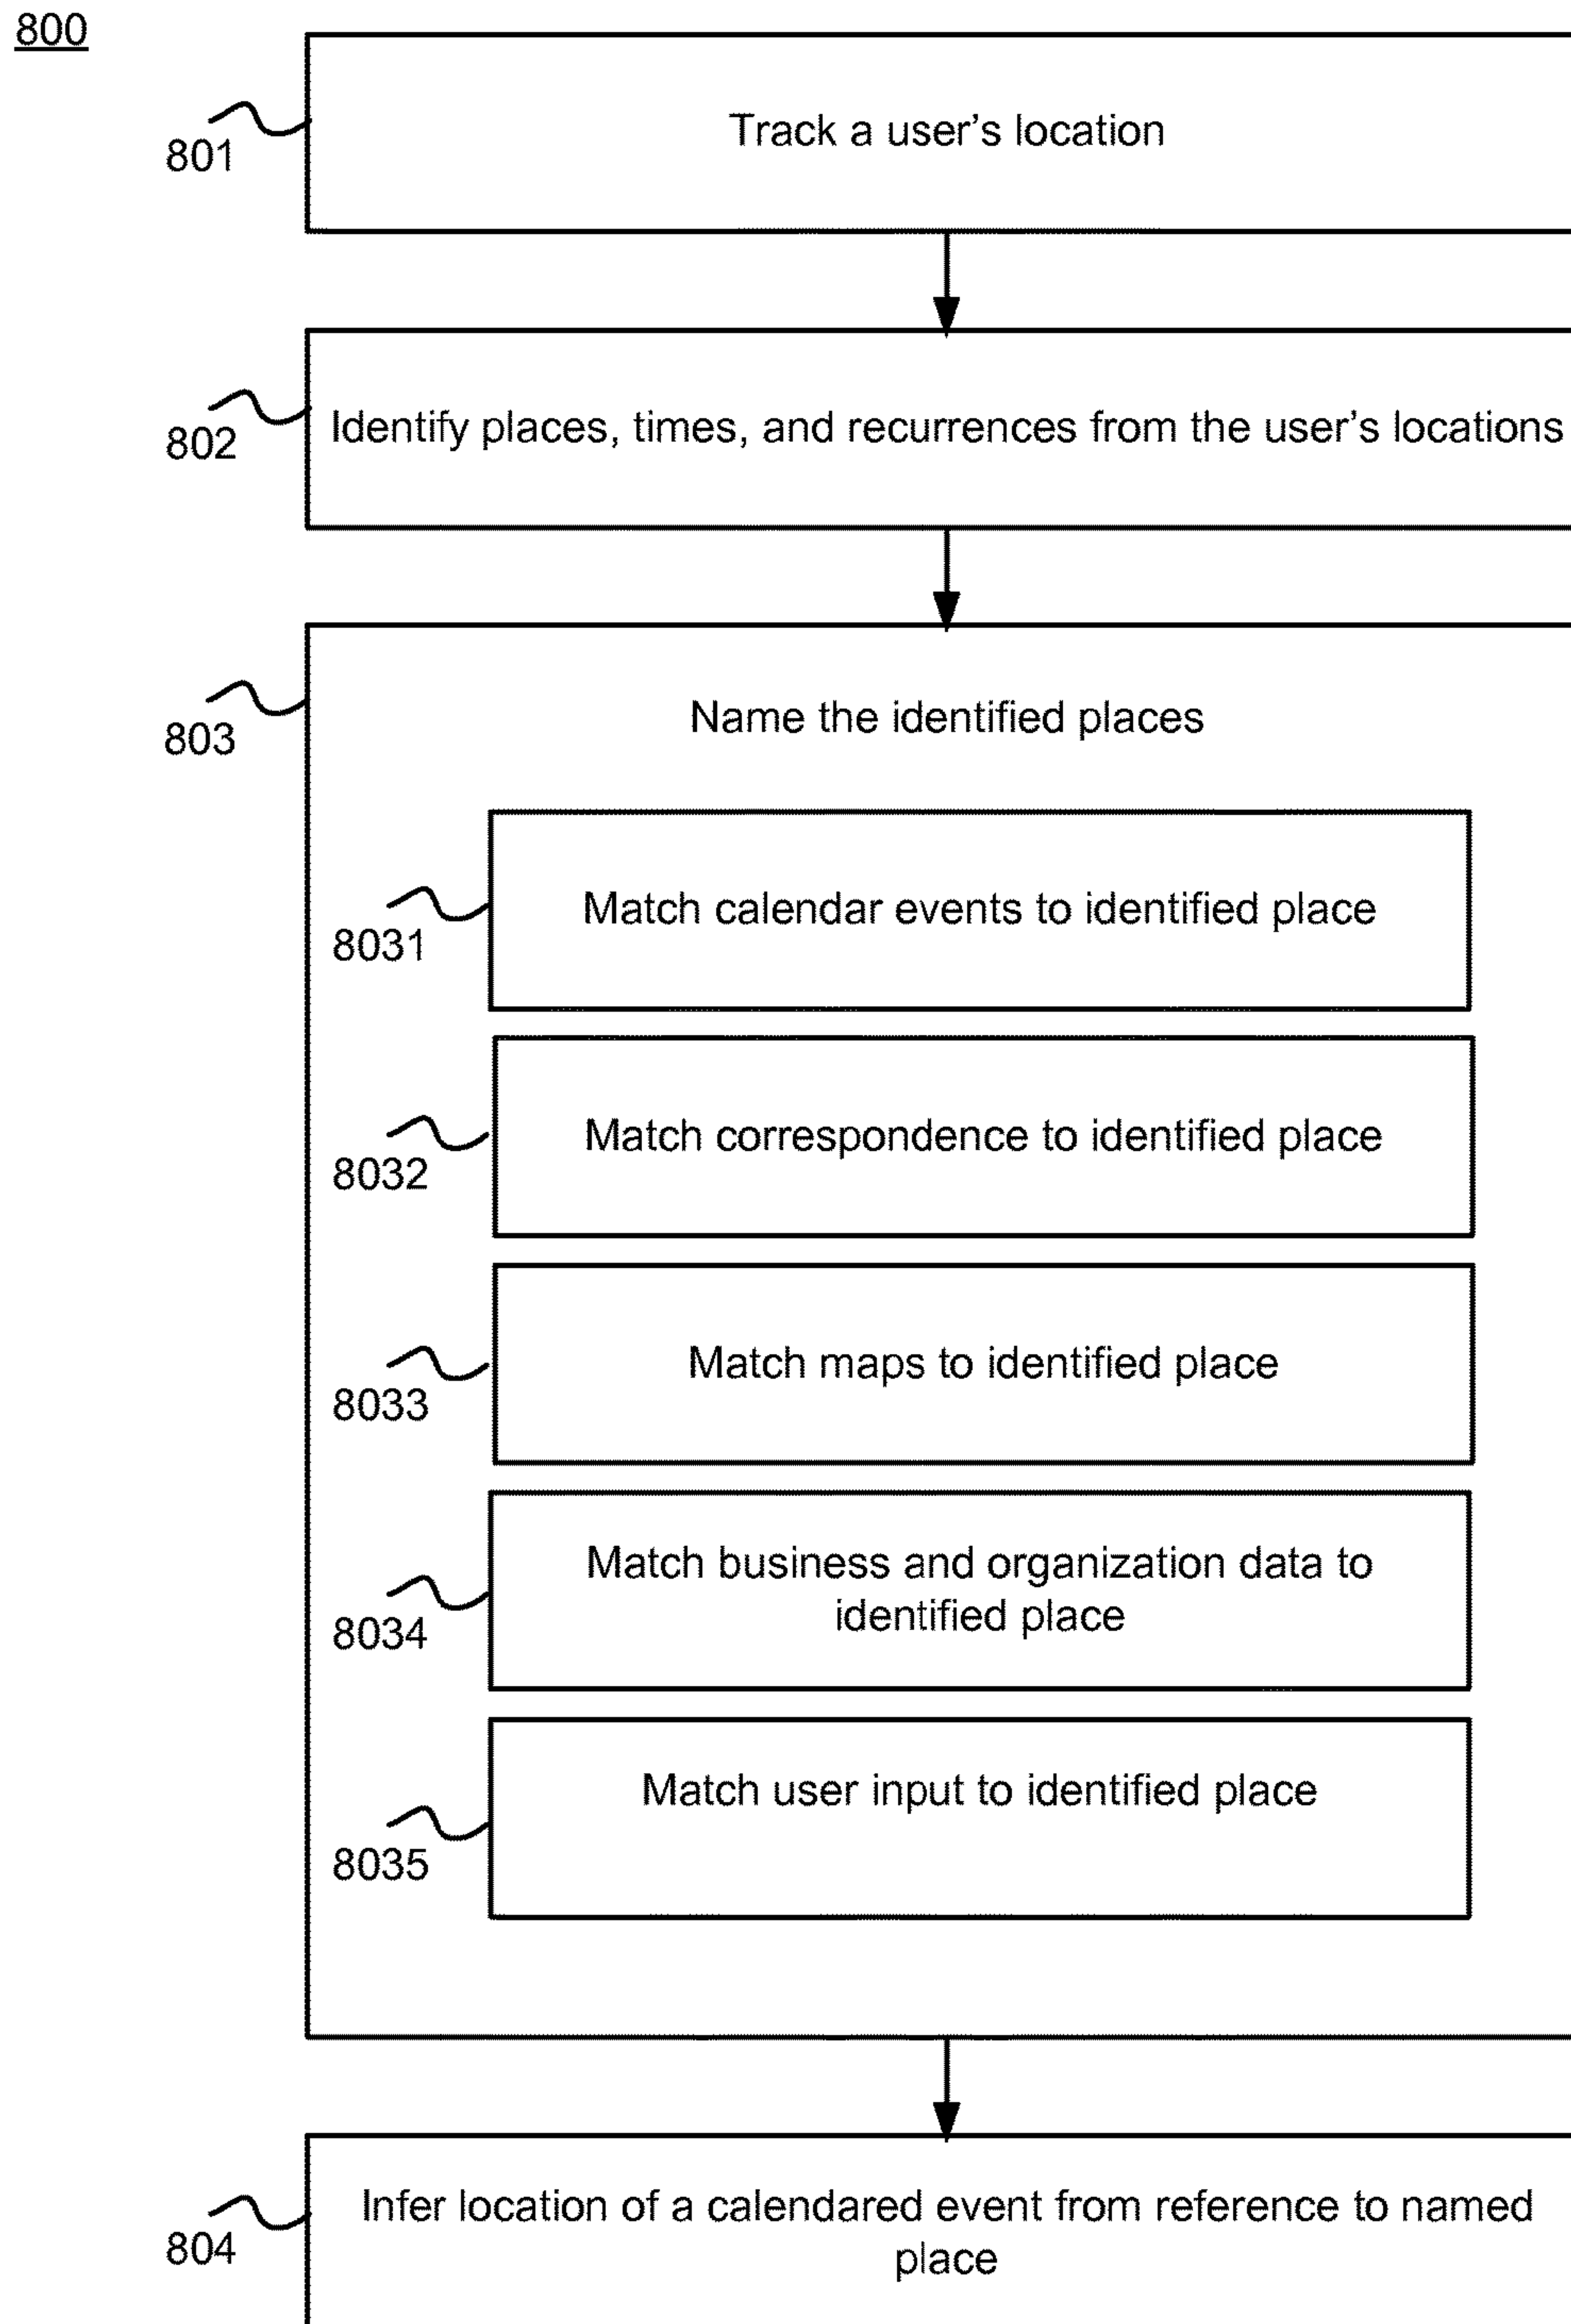 800
Track a user's location
801
Identify places, times, and recurrences from the user's locations
802
Name the identified places
803
Match calendar events to identified place
8031
Match correspondence to identified place
8032
Match maps to identified place
8033
Match business and organization data to
identified place
8034
Match user input to identified place
8035
Infer location of a calendared event from reference to named
place
804